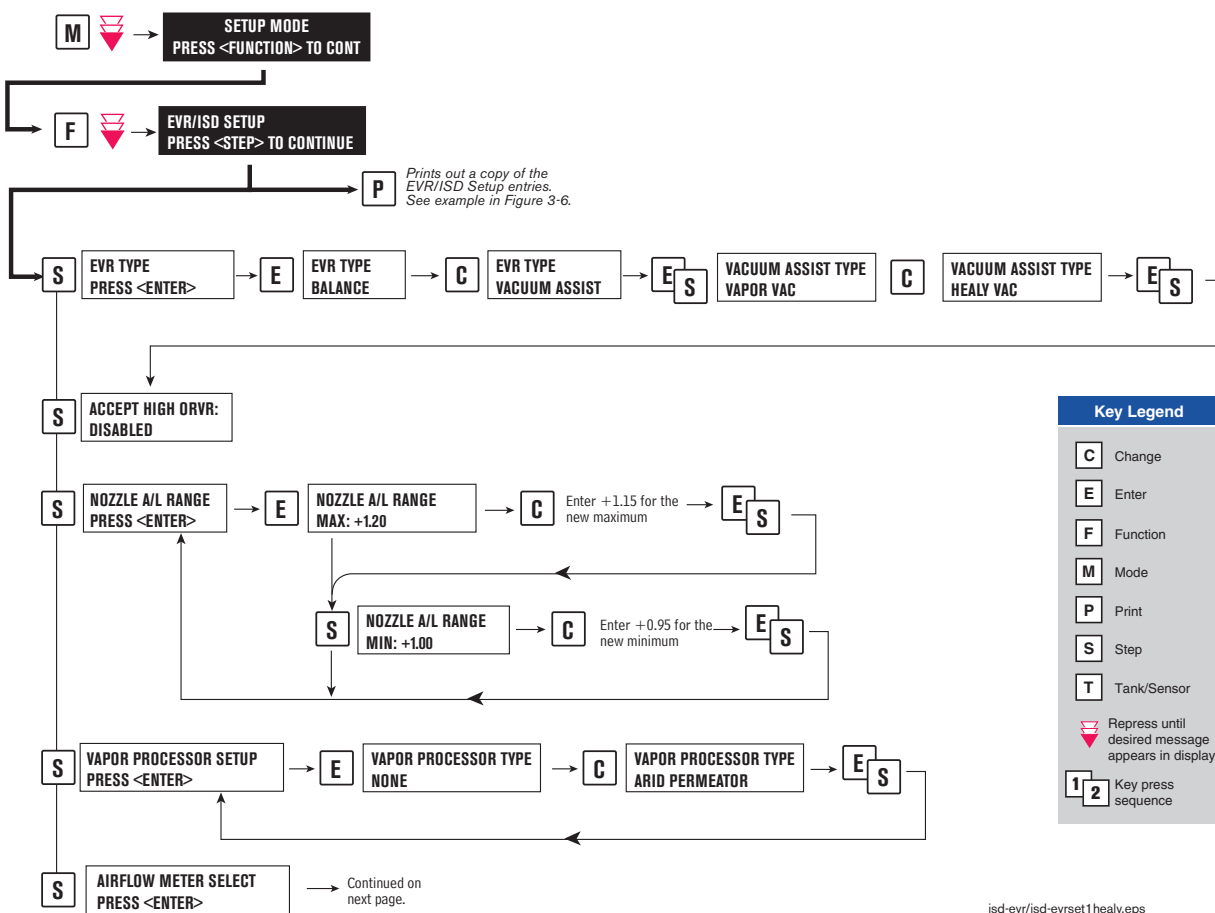 M
SETUP MODE
PRESS <FUNCTION> TO CONT
F
EVR/ISD SETUP
PRESS <STEP> TO CONTINUE
P
Prints out a copy of the
EVR/ISD Setup entries.
See example in Figure 3-6.
S
EVR TYPE
PRESS <ENTER>
E
EVR TYPE
BALANCE
C
EVR TYPE
VACUUM ASSIST
E
S
VACUUM ASSIST TYPE
VAPOR VAC
C
VACUUM ASSIST TYPE
HEALY VAC
E
S
S
ACCEPT HIGH ORVR:
DISABLED
S
NOZZLE A/L RANGE
PRESS <ENTER>
E
NOZZLE A/L RANGE
MAX: +1.20
C
Enter +1.15 for the
new maximum
E
S
S
NOZZLE A/L RANGE
MIN: +1.00
C
Enter +0.95 for the
new minimum
E
S
S
VAPOR PROCESSOR SETUP
PRESS <ENTER>
E
VAPOR PROCESSOR TYPE
NONE
C
VAPOR PROCESSOR TYPE
ARID PERMEATOR
E
S
S
AIRFLOW METER SELECT
PRESS <ENTER>
Continued on
next page.
Key Legend
C Change
E Enter
F Function
M Mode
P Print
S Step
T Tank/Sensor
Repress until
desired message
appears in display
1 2 Key press
sequence
isd-evr/isd-evrset1healy.eps